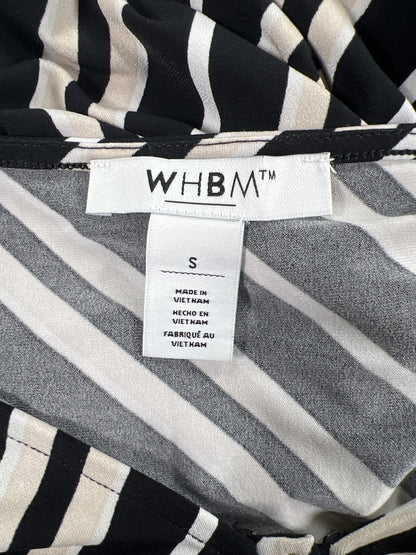 WHBM™
S
MADE IN
VIETNAM
HECHO EN
VIETNAM
FABRIQUÉ AU
VIETNAM